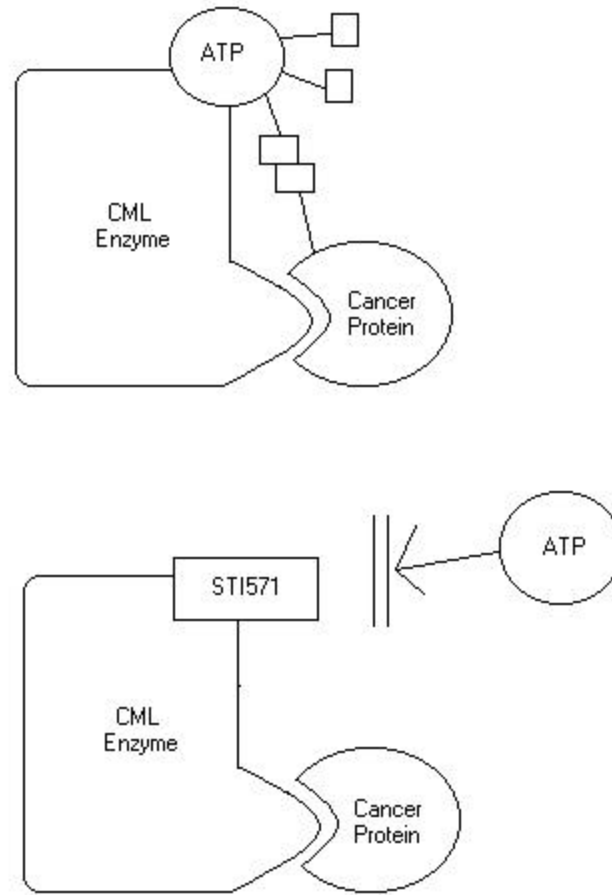 ATP
CML
Enzyme
Cancer
Protein
STI571
ATP
CML
Enzyme
Cancer
Protein